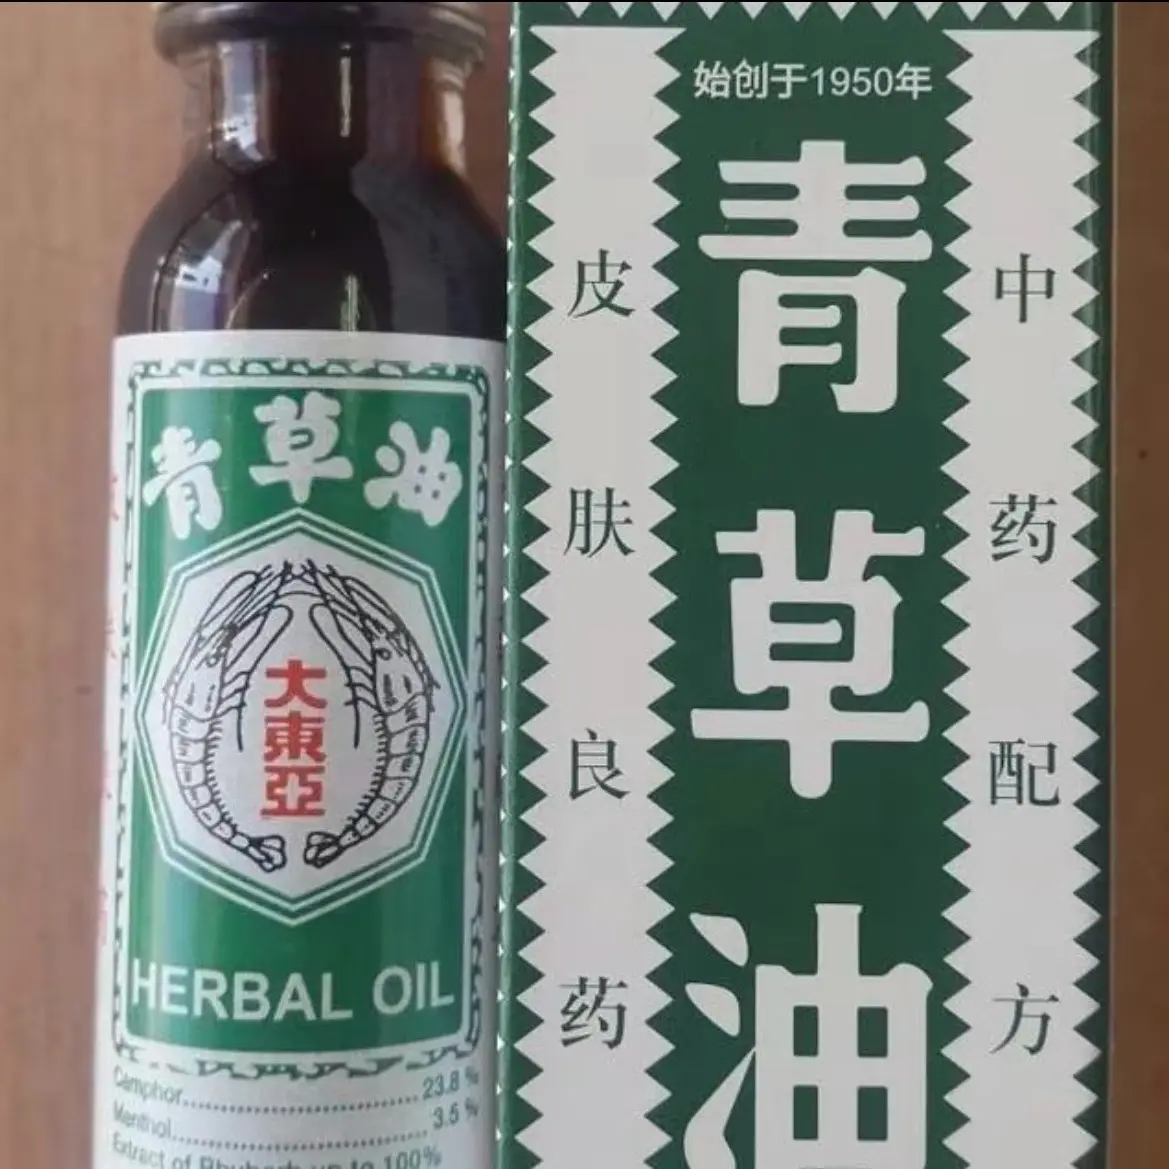 青草油
大東亞
HERBAL OIL
Camphor 23.8 %
Menthol 3.5 %
Extract of Rhubarb up to 100%
始创于1950年
青草油
中药配方
皮肤良药